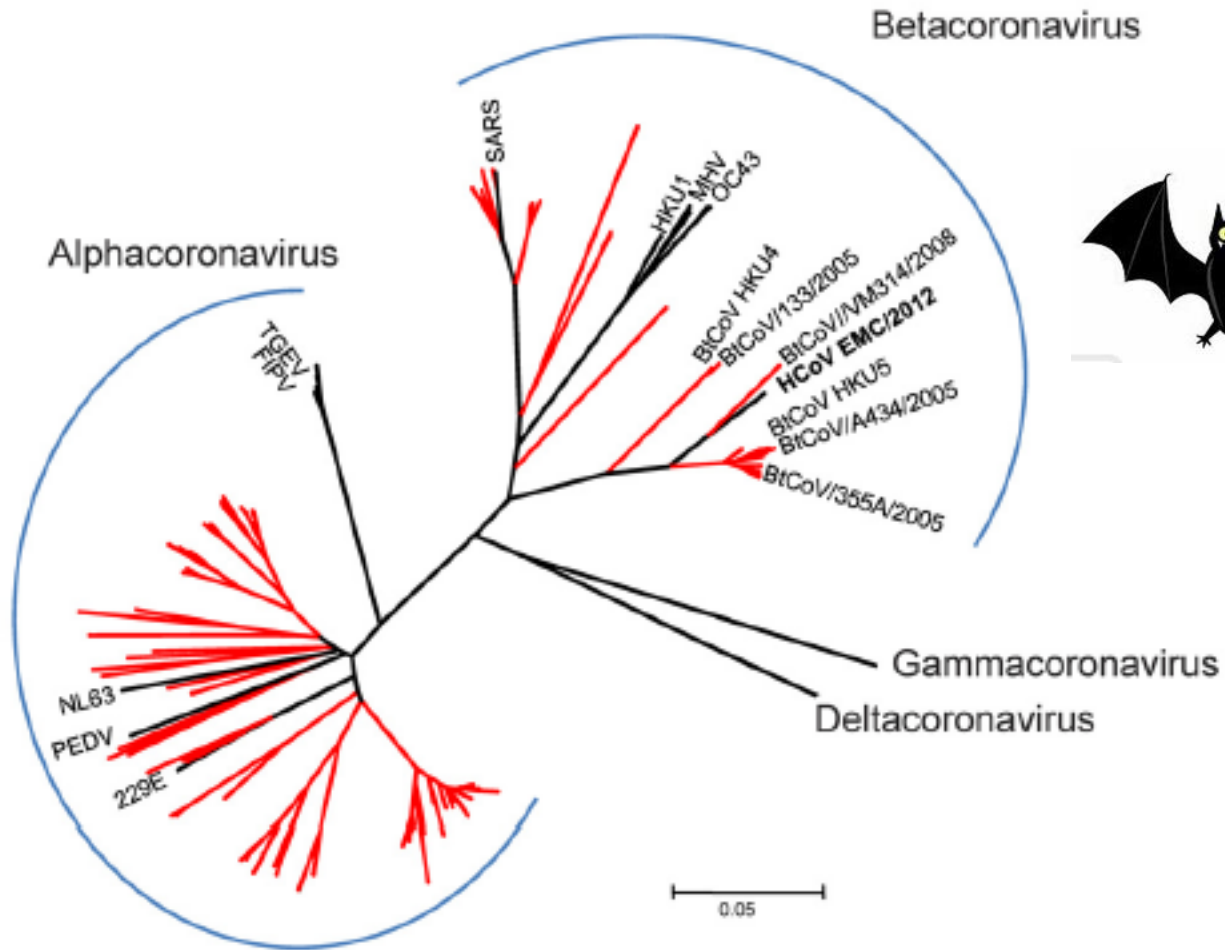 Betacoronavirus
SARS
HKU1
MHV
OC43
Alphacoronavirus
TGEV
FIPV
BtCoV HKU4
BtCoV/133/2005
BtCoV//VM314/2008
HCoV EMC/2012
BtCoV HKU5
BtCoV/A434/2005
BtCoV/355A/2005
Gammacoronavirus
Deltacoronavirus
NL63
PEDV
229E
0.05